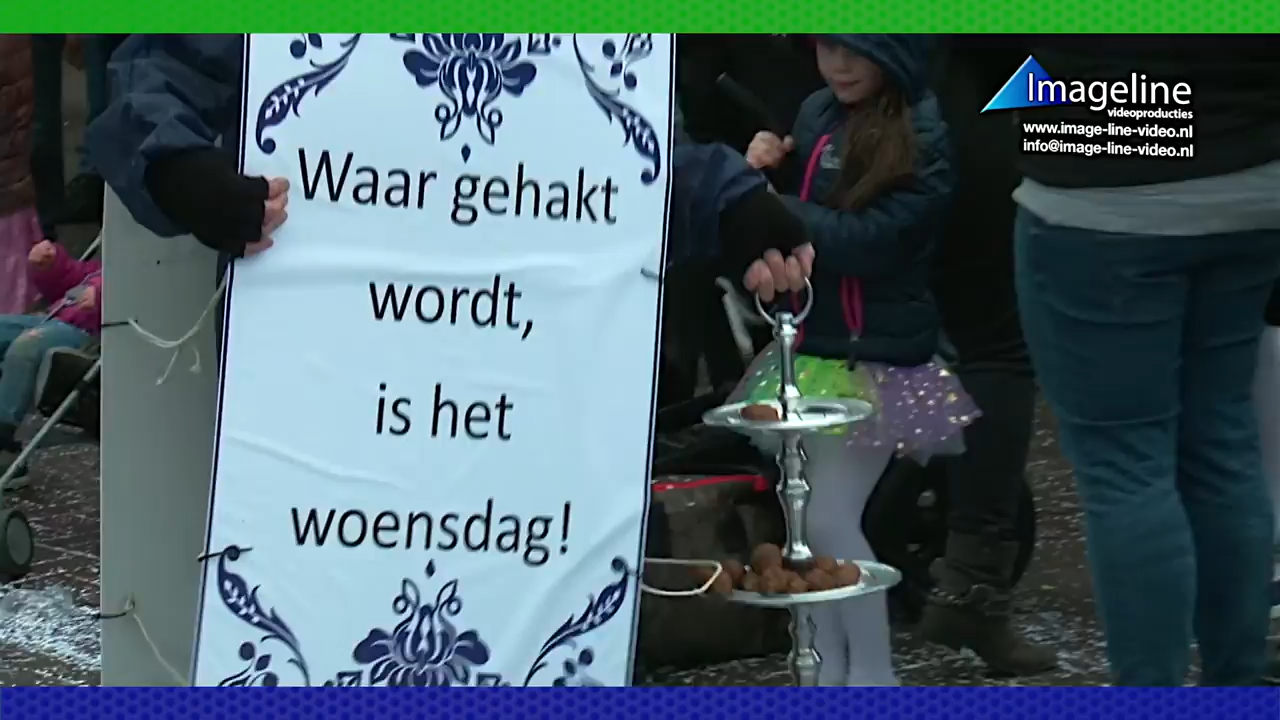 Imageline
videoproducties
www.image-line-video.nl
info@image-line-video.nl
Waar gehakt
wordt,
is het
woensdag!